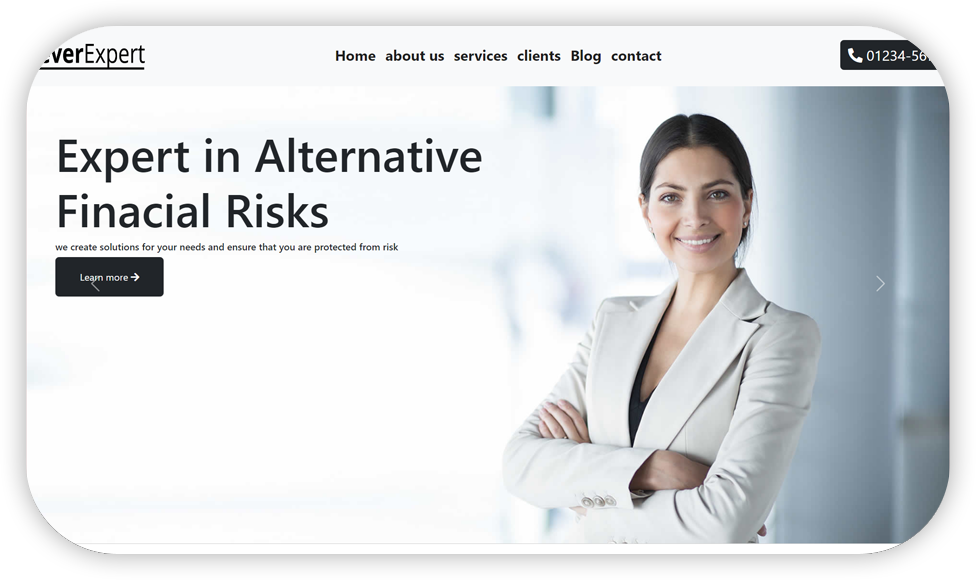 verExpert
Home about us services clients Blog contact
01234-56
Expert in Alternative
Finacial Risks
we create solutions for your needs and ensure that you are protected from risk
Learn more